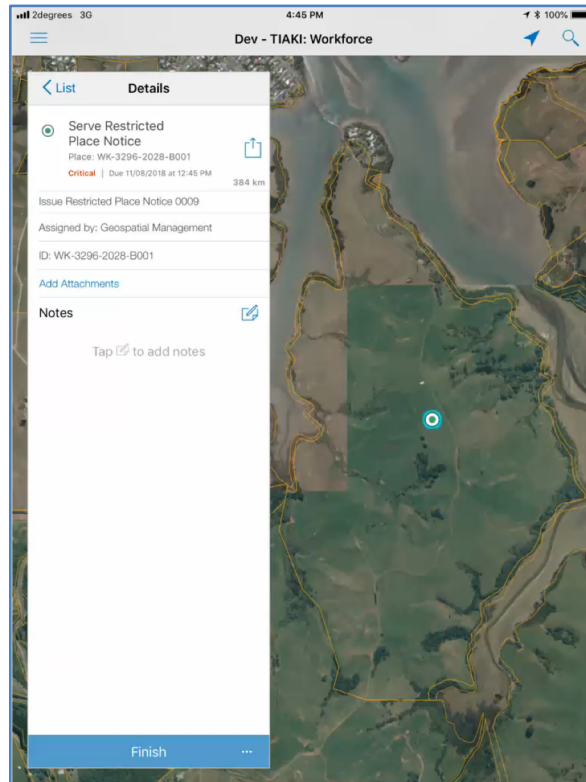 2degrees 3G 4:45 PM 100%
Dev - TIAKI: Workforce
List Details
Serve Restricted
Place Notice
Place: WK-3296-2028-B001
Critical | Due 11/08/2018 at 12:45 PM
384 km
Issue Restricted Place Notice 0009
Assigned by: Geospatial Management
ID: WK-3296-2028-B001
Add Attachments
Notes
Tap to add notes
Finish ...